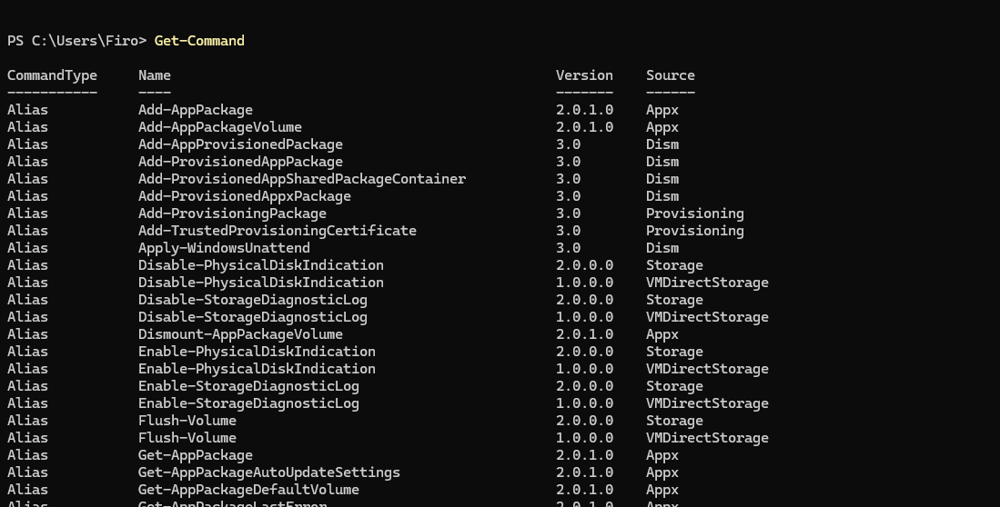 PS C:\Users\Firo> Get-Command
CommandType Name Version Source
----------- ---- ------- ------
Alias Add-AppPackage 2.0.1.0 Appx
Alias Add-AppPackageVolume 2.0.1.0 Appx
Alias Add-AppProvisionedPackage 3.0 Dism
Alias Add-ProvisionedAppPackage 3.0 Dism
Alias Add-ProvisionedAppSharedPackageContainer 3.0 Dism
Alias Add-ProvisionedAppxPackage 3.0 Dism
Alias Add-ProvisioningPackage 3.0 Provisioning
Alias Add-TrustedProvisioningCertificate 3.0 Provisioning
Alias Apply-WindowsUnattend 3.0 Dism
Alias Disable-PhysicalDiskIndication 2.0.0.0 Storage
Alias Disable-PhysicalDiskIndication 1.0.0.0 VMDirectStorage
Alias Disable-StorageDiagnosticLog 2.0.0.0 Storage
Alias Disable-StorageDiagnosticLog 1.0.0.0 VMDirectStorage
Alias Dismount-AppPackageVolume 2.0.1.0 Appx
Alias Enable-PhysicalDiskIndication 2.0.0.0 Storage
Alias Enable-PhysicalDiskIndication 1.0.0.0 VMDirectStorage
Alias Enable-StorageDiagnosticLog 2.0.0.0 Storage
Alias Enable-StorageDiagnosticLog 1.0.0.0 VMDirectStorage
Alias Flush-Volume 2.0.0.0 Storage
Alias Flush-Volume 1.0.0.0 VMDirectStorage
Alias Get-AppPackage 2.0.1.0 Appx
Alias Get-AppPackageAutoUpdateSettings 2.0.1.0 Appx
Alias Get-AppPackageDefaultVolume 2.0.1.0 Appx
Alias Get-AppPackageLastError 2.0.1.0 Appx